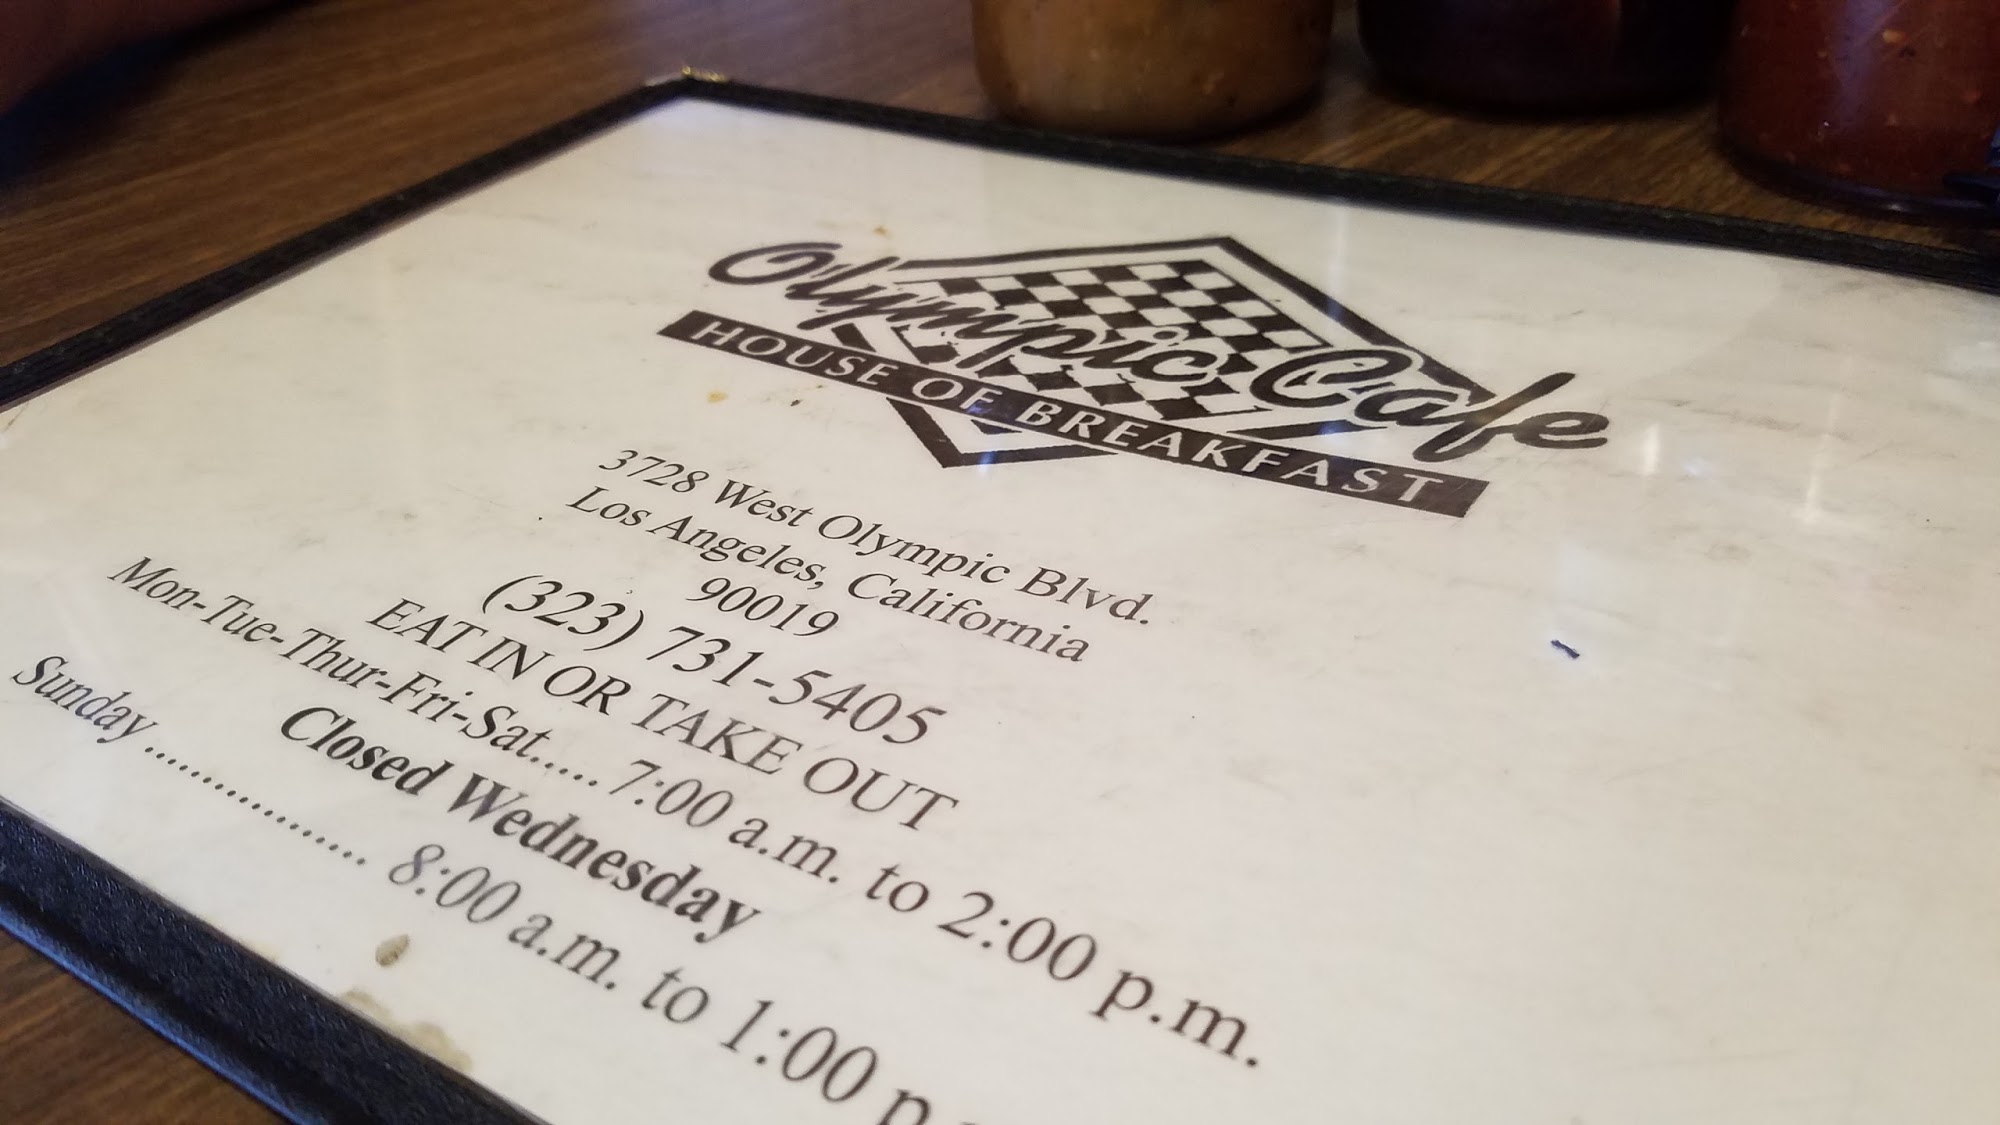 Olympic Cafe
HOUSE OF BREAKFAST
3728 West Olympic Blvd.
Los Angeles, California
90019
(323) 731-5405
EAT IN OR TAKE OUT
Mon-Tue-Thur-Fri-Sat..... 7:00 a.m. to 2:00 p.m.
Closed Wednesday
Sunday .................... 8:00 a.m. to 1:00 p.